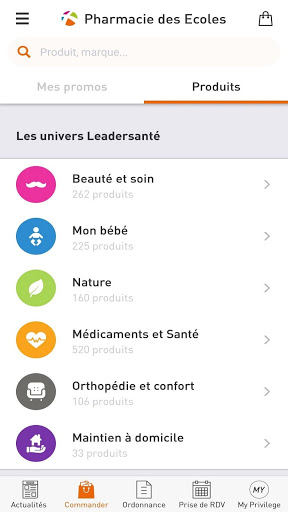 Pharmacie des Ecoles
Produit, marque...
Mes promos Produits
Les univers Leadersanté
Beauté et soin
262 produits
Mon bébé
225 produits
Nature
160 produits
Médicaments et Santé
520 produits
Orthopédie et confort
106 produits
Maintien à domicile
33 produits
MY
Actualités Commander Ordonnance Prise de RDV My Privilege